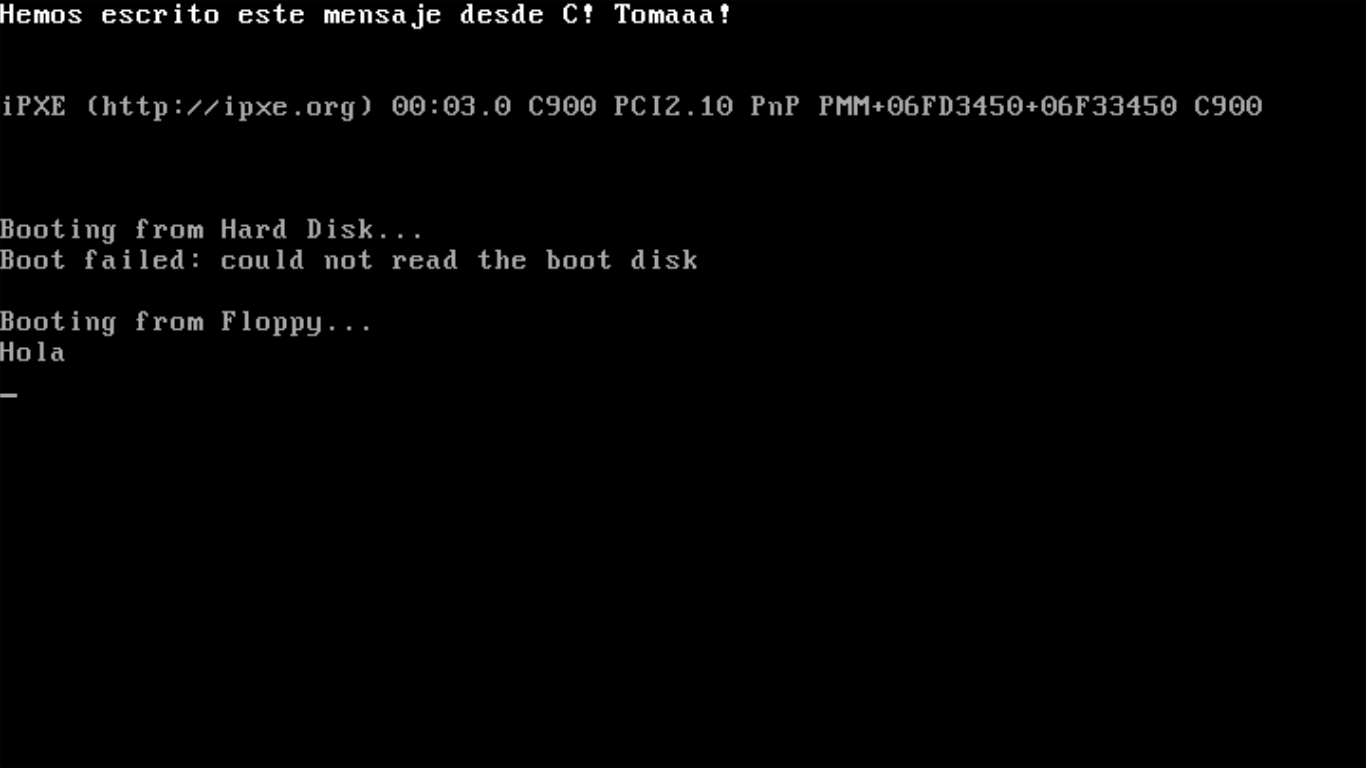 Hemos escrito este mensaje desde C! Tomaaa!
iPXE (http://ipxe.org) 00:03.0 C900 PCI2.10 PnP PMM+06FD3450+06F33450 C900
Booting from Hard Disk...
Boot failed: could not read the boot disk
Booting from Floppy...
Hola
_